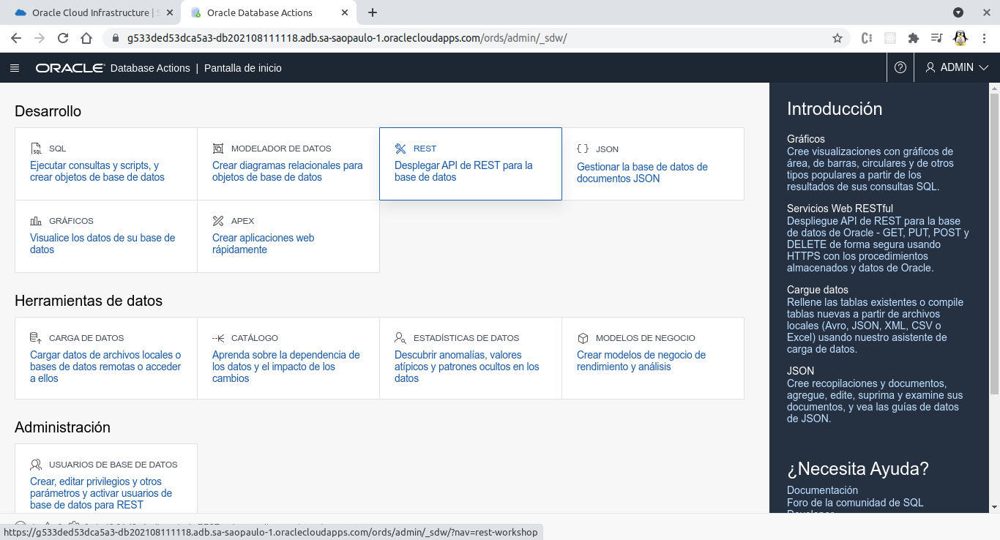 Oracle Cloud Infrastructure |
Oracle Database Actions
g533ded53dca5a3-db202108111118.adb.sa-saopaulo-1.oraclecloudapps.com/ords/admin/_sdw/
ORACLE Database Actions | Pantalla de inicio
ADMIN
Desarrollo
SQL
Ejecutar consultas y scripts, y
crear objetos de base de datos
MODELADOR DE DATOS
Crear diagramas relacionales para
objetos de base de datos
REST
Desplegar API de REST para la
base de datos
JSON
Gestionar la base de datos de
documentos JSON
GRÁFICOS
Visualice los datos de su base de
datos
APEX
Crear aplicaciones web
rápidamente
Herramientas de datos
CARGA DE DATOS
Cargar datos de archivos locales o
bases de datos remotas o acceder
a ellos
CATÁLOGO
Aprenda sobre la dependencia de
los datos y el impacto de los
cambios
ESTADÍSTICAS DE DATOS
Descubrir anomalías, valores
atípicos y patrones ocultos en los
datos
MODELOS DE NEGOCIO
Crear modelos de negocio de
rendimiento y análisis
Administración
USUARIOS DE BASE DE DATOS
Crear, editar privilegios y otros
parámetros y activar usuarios de
base de datos para REST
Introducción
Gráficos
Cree visualizaciones con gráficos de
área, de barras, circulares y de otros
tipos populares a partir de los
resultados de sus consultas SQL.
Servicios Web RESTful
Despliegue API de REST para la base
de datos de Oracle - GET, PUT, POST y
DELETE de forma segura usando
HTTPS con los procedimientos
almacenados y datos de Oracle.
Cargue datos
Rellene las tablas existentes o compile
tablas nuevas a partir de archivos
locales (Avro, JSON, XML, CSV o
Excel) usando nuestro asistente de
carga de datos.
JSON
Cree recopilaciones y documentos,
agregue, edite, suprima y examine sus
documentos, y vea las guías de datos
de JSON.
¿Necesita Ayuda?
Documentación
Foro de la comunidad de SQL
Developer
https://g533ded53dca5a3-db202108111118.adb.sa-saopaulo-1.oraclecloudapps.com/ords/admin/_sdw/?nav=rest-workshop